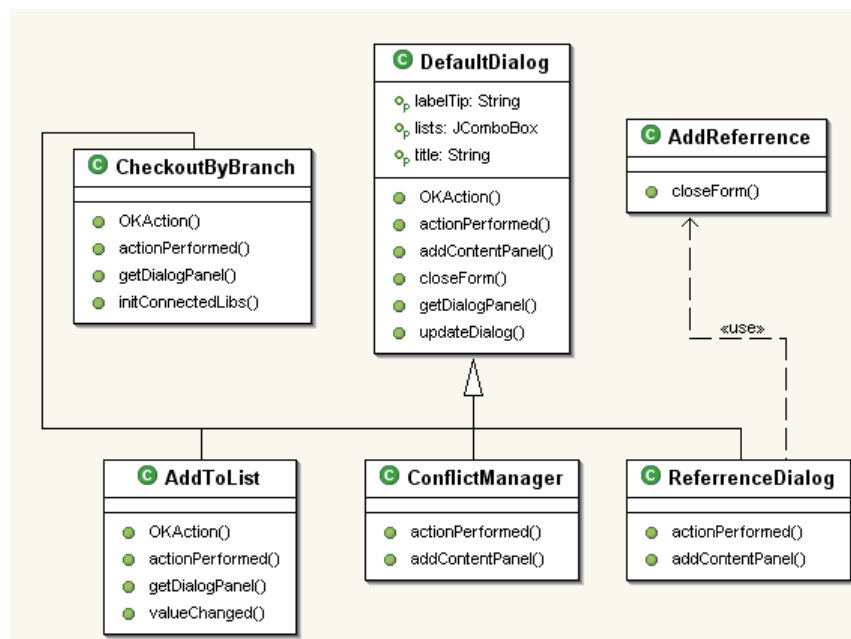 DefaultDialog
labelTip: String
lists: JComboBox
title: String
OKAction()
actionPerformed()
addContentPanel()
closeForm()
getDialogPanel()
updateDialog()
AddReferrence
closeForm()
CheckoutByBranch
OKAction()
actionPerformed()
getDialogPanel()
initConnectedLibs()
«use»
AddToList
OKAction()
actionPerformed()
getDialogPanel()
valueChanged()
ConflictManager
actionPerformed()
addContentPanel()
ReferrenceDialog
actionPerformed()
addContentPanel()